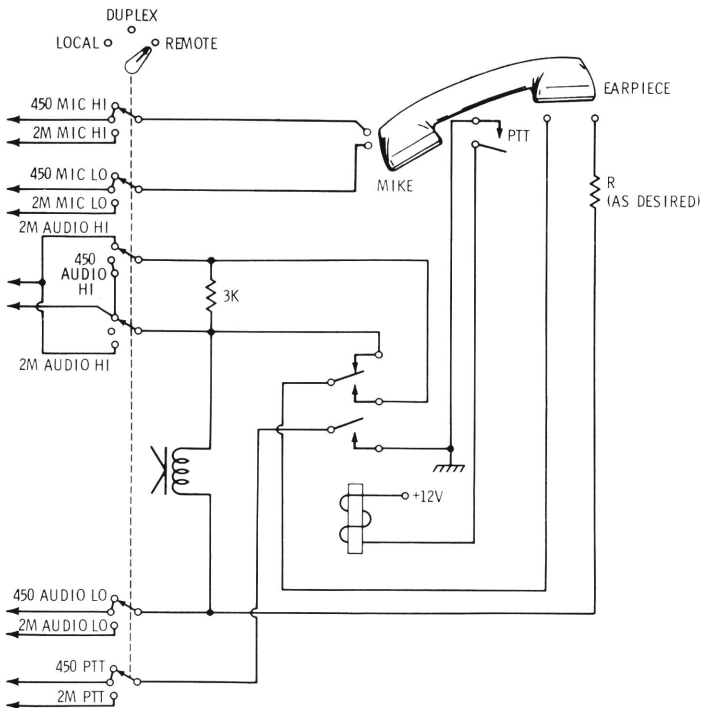 DUPLEX
LOCAL
REMOTE
450 MIC HI
2M MIC HI
450 MIC LO
2M MIC LO
2M AUDIO HI
450
AUDIO
HI
2M AUDIO HI
3K
MIKE
PTT
EARPIECE
R
(AS DESIRED)
+12V
450 AUDIO LO
2M AUDIO LO
450 PTT
2M PTT